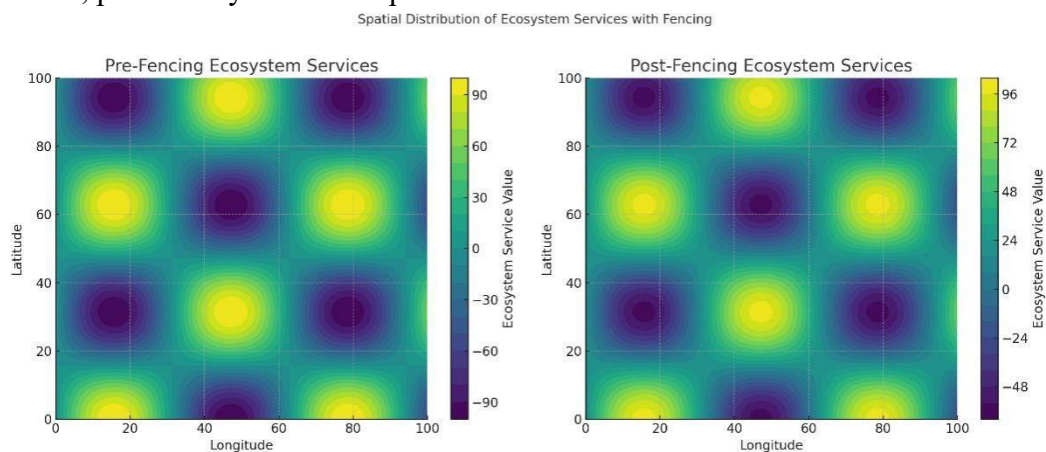 Spatial Distribution of Ecosystem Services with Fencing
Pre-Fencing Ecosystem Services
100
80
60
40
20
0
Latitude
0 20 40 60 80 100
Longitude
90
60
30
0
−30
−60
−90
Ecosystem Service Value
Post-Fencing Ecosystem Services
100
80
60
40
20
0
Latitude
0 20 40 60 80 100
Longitude
96
72
48
24
0
−24
−48
Ecosystem Service Value